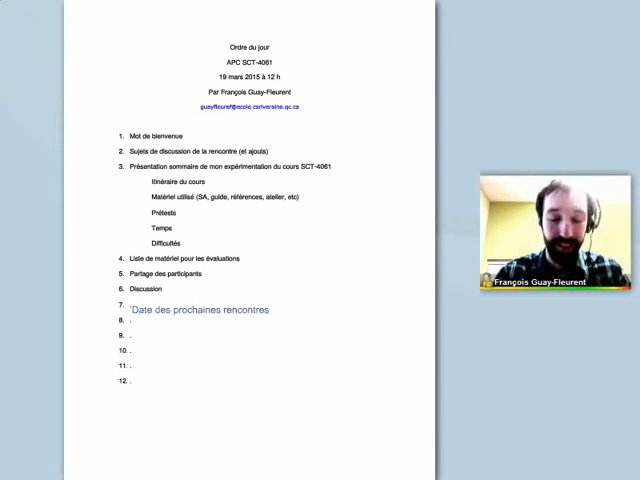 Ordre du jour
APC SCT-4061
19 mars 2015 à 12 h
Par François Guay-Fleurent
guayfleuref@ecole.csriveraine.qc.ca
1. Mot de bienvenue
2. Sujets de discussion de la rencontre (et ajouts)
3. Présentation sommaire de mon expérimentation du cours SCT-4061
Itinéraire du cours
Matériel utilisé (SA, guide, références, atelier, etc)
Prétests
Temps
Difficultés
4. Liste de matériel pour les évaluations
5. Partage des participants
6. Discussion
7. Date des prochaines rencontres
8. .
9. .
10. .
11. .
12. .
François Guay-Fleurent